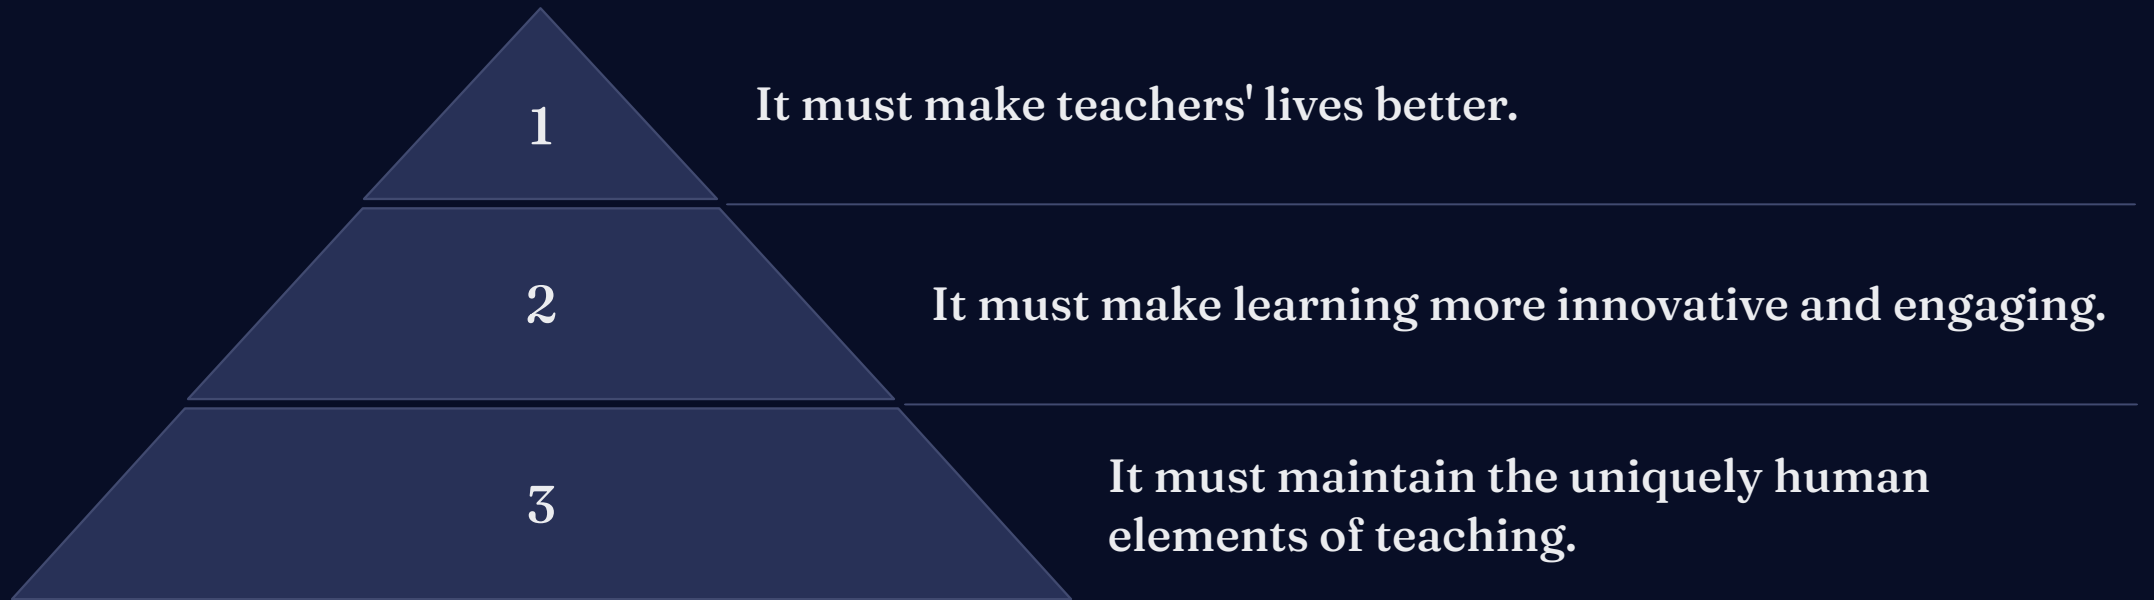 1
It must make teachers' lives better.
2
It must make learning more innovative and engaging.
3
It must maintain the uniquely human
elements of teaching.